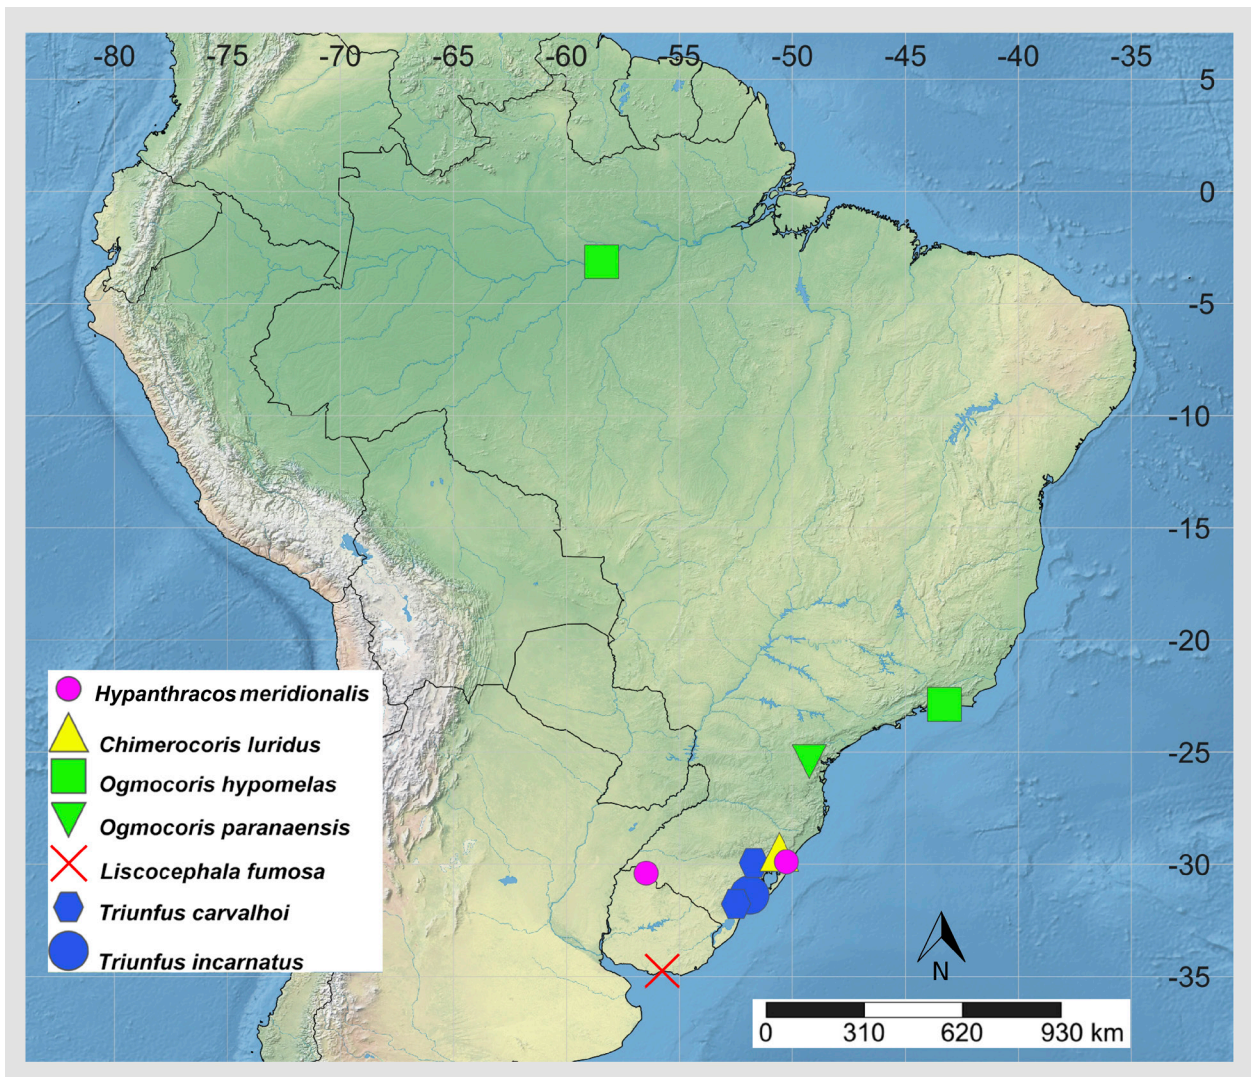 -80 -75 -70 -65 -60 -55 -50 -45 -40 -35
5
0
-5
-10
-15
-20
-25
-30
-35
Hypanthracos meridionalis
Chimerocoris luridus
Ogmocoris hypomelas
Ogmocoris paranaensis
Liscocephala fumosa
Triunfus carvalhoi
Triunfus incarnatus
N
0 310 620 930 km